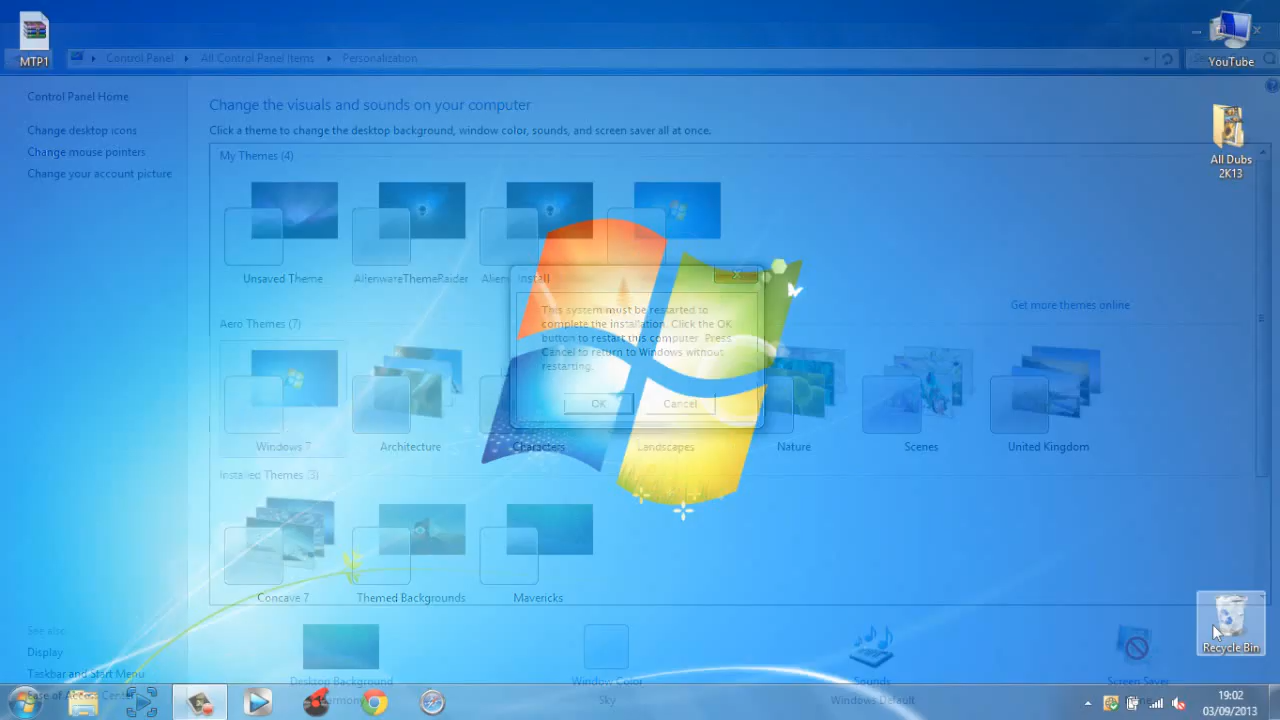 MTP1
YouTube
Control Panel
All Control Panel Items
Personalization
Control Panel Home
Change desktop icons
Change mouse pointers
Change your account picture
Change the visuals and sounds on your computer
Click a theme to change the desktop background, window color, sounds, and screen saver all at once.
My Themes (4)
Unsaved Theme
AlienwareThemeRaider
Install
This system must be restarted to
complete the installation. Click the OK
button to restart this computer. Press
Cancel to return to Windows without
restarting.
OK
Cancel
All Dubs
2K13
Get more themes online
Aero Themes (7)
Windows 7
Architecture
Characters
Landscapes
Nature
Scenes
United Kingdom
Installed Themes (3)
Concave 7
Themed Backgrounds
Mavericks
See also
Display
Taskbar and Start Menu
Ease of Access Center
Desktop Background
Harmony
Window Color
Sky
Sounds
Windows Default
Screen Saver
None
Recycle Bin
19:02
03/09/2013